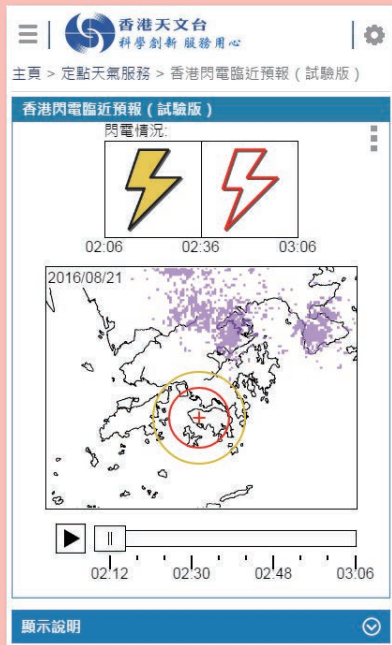 香港天文台
科學創新 服務用心
主頁 > 定點天氣服務 > 香港閃電臨近預報 ( 試驗版 )
香港閃電臨近預報 ( 試驗版 )
閃電情況:
02:06 02:36 03:06
2016/08/21
02:12 02:30 02:48 03:06
顯示說明